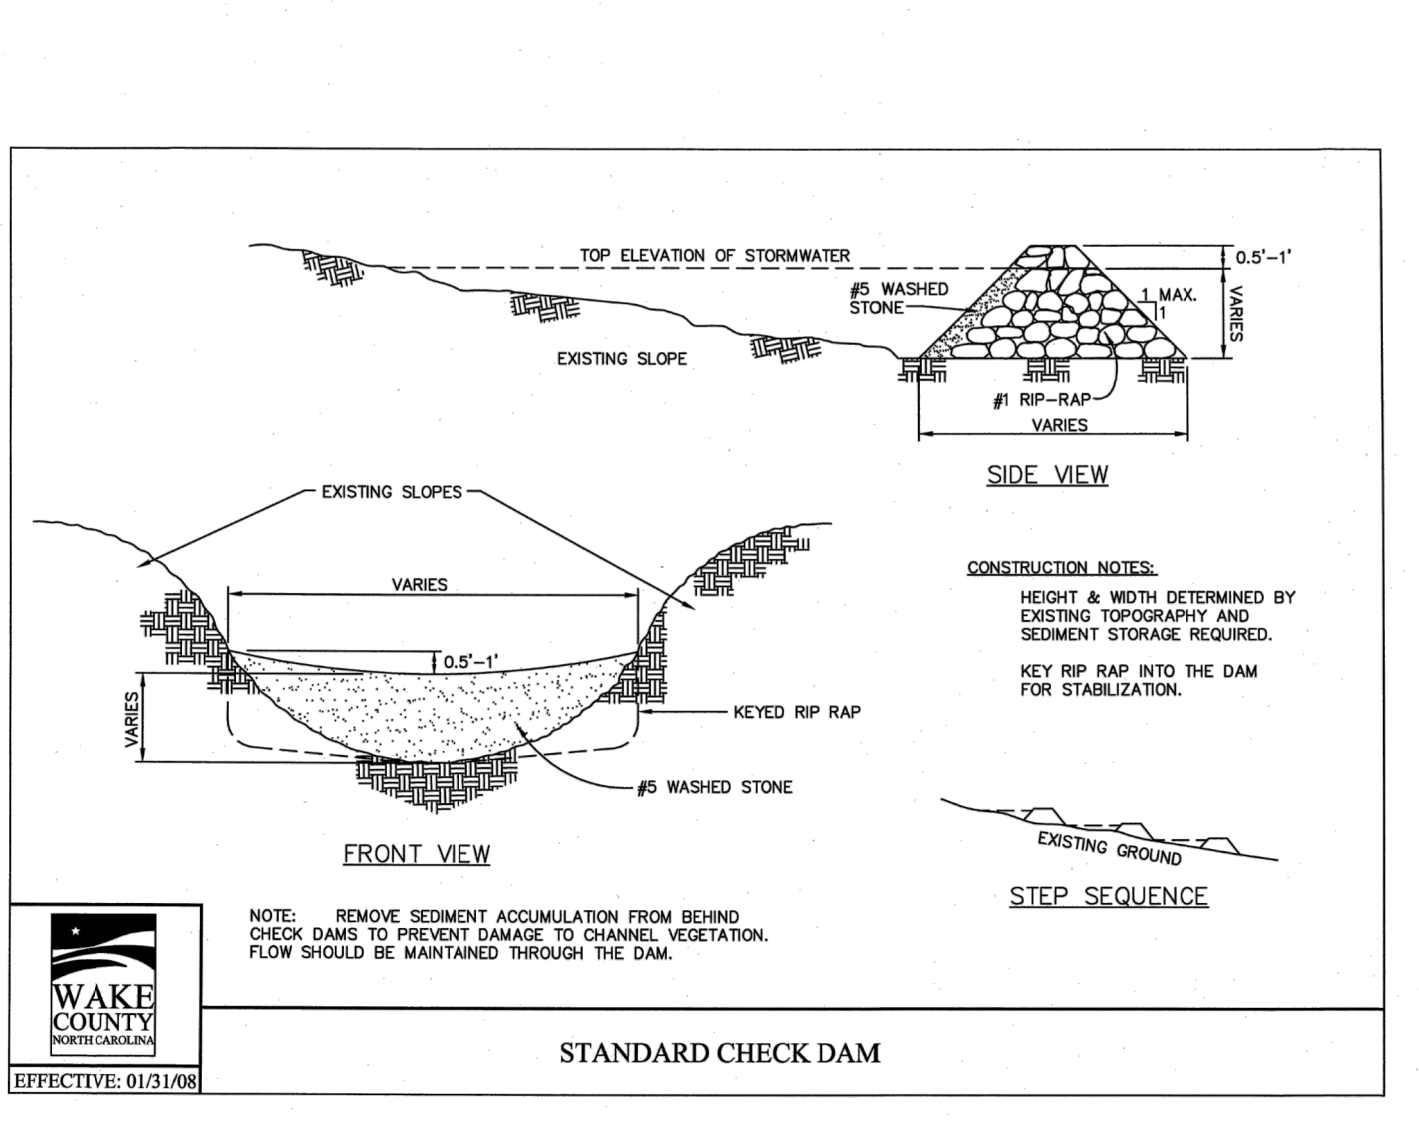 TOP ELEVATION OF STORMWATER
0.5'-1'
#5 WASHED
STONE
1 MAX.
1
VARIES
EXISTING SLOPE
#1 RIP-RAP
VARIES
SIDE VIEW
EXISTING SLOPES
VARIES
0.5'-1'
VARIES
KEYED RIP RAP
#5 WASHED STONE
FRONT VIEW
CONSTRUCTION NOTES:
HEIGHT & WIDTH DETERMINED BY
EXISTING TOPOGRAPHY AND
SEDIMENT STORAGE REQUIRED.
KEY RIP RAP INTO THE DAM
FOR STABILIZATION.
EXISTING GROUND
STEP SEQUENCE
NOTE: REMOVE SEDIMENT ACCUMULATION FROM BEHIND
CHECK DAMS TO PREVENT DAMAGE TO CHANNEL VEGETATION.
FLOW SHOULD BE MAINTAINED THROUGH THE DAM.
WAKE
COUNTY
NORTH CAROLINA
EFFECTIVE: 01/31/08
STANDARD CHECK DAM